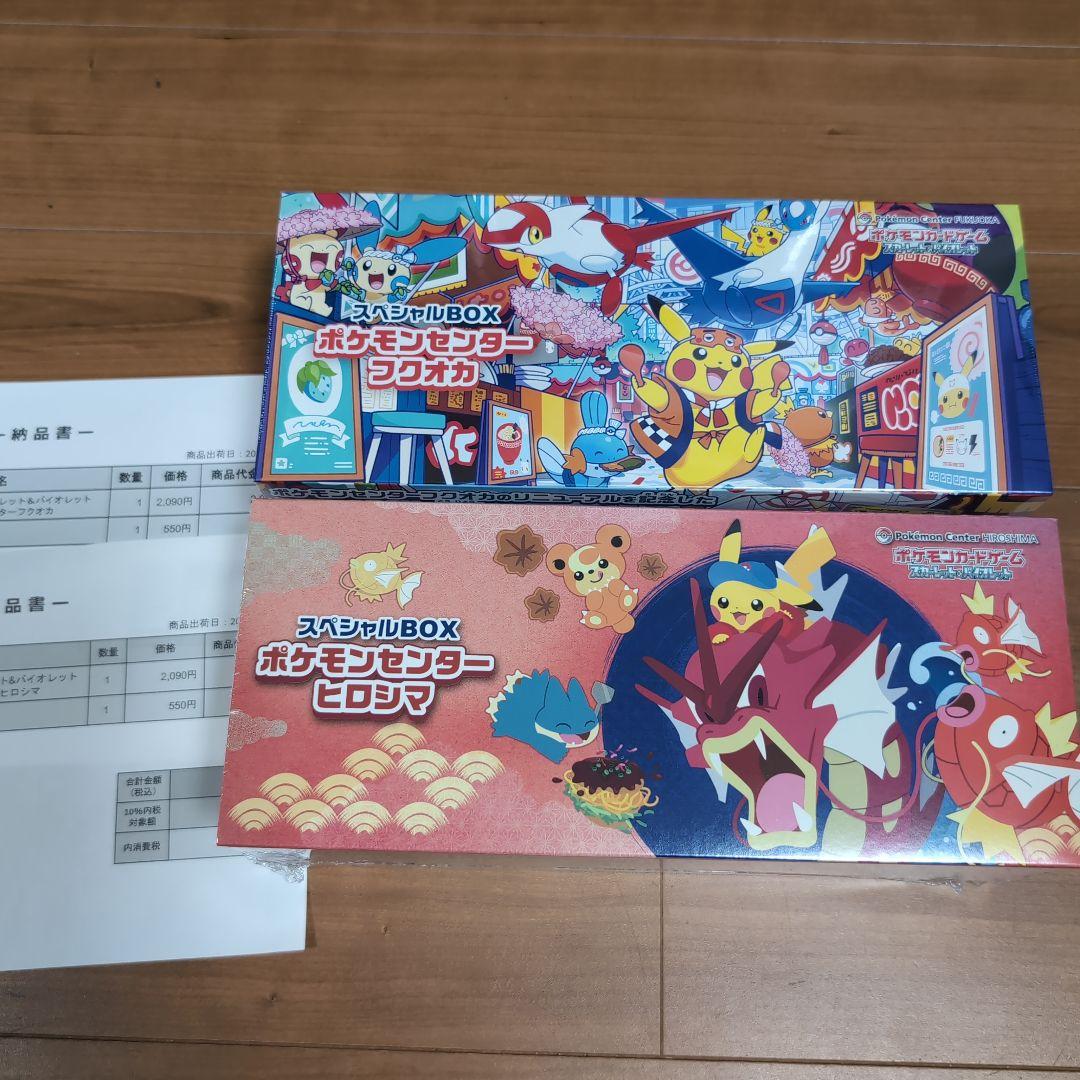 Pokémon Center FUKUOKA
ポケモンカードゲーム
スカーレット&バイオレット
スペシャルBOX
ポケモンセンター
フクオカ
ポケモンセンターフクオカのリニューアルを記念した
Pokémon Center HIROSHIMA
ポケモンカードゲーム
スカーレット&バイオレット
スペシャルBOX
ポケモンセンター
ヒロシマ
納品書ー
商品出荷日:20
名 数量 価格 商品代金
レット&バイオレット
ターフクオカ
1 2,090円
1 550円
品書ー
商品出荷日:20
数量 価格 商品
ト&バイオレット
ヒロシマ
1 2,090円
1 550円
合計金額
(税込)
10%内税
対象額
内消費税